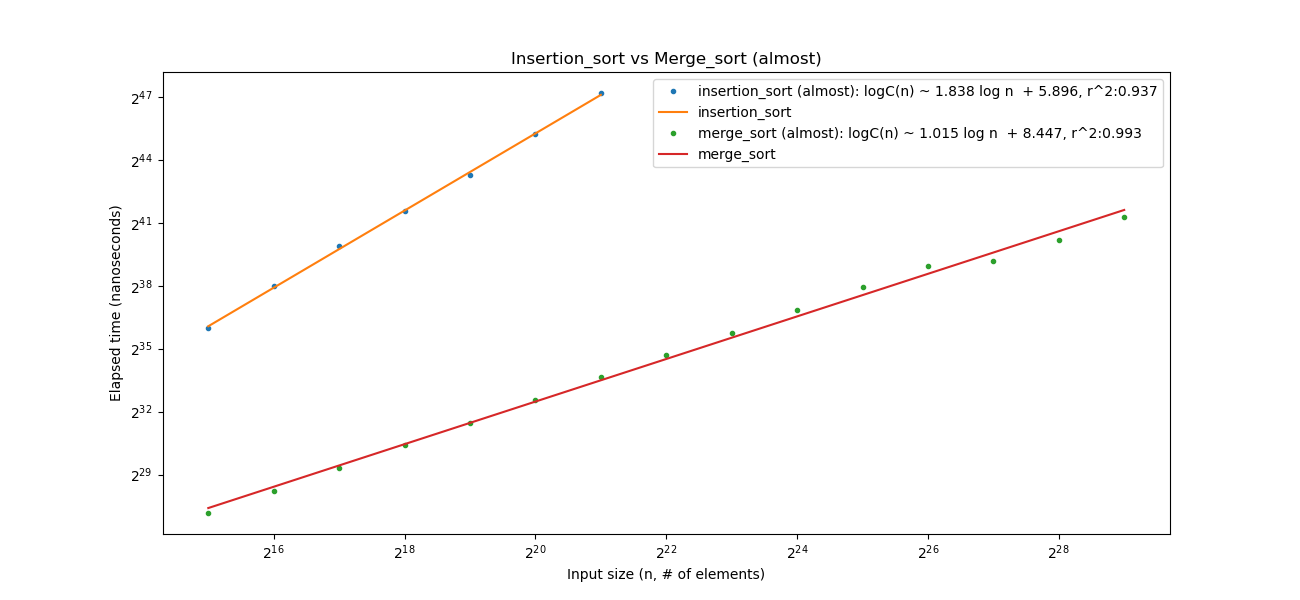 Insertion_sort vs Merge_sort (almost)
insertion_sort (almost): logC(n) ~ 1.838 log n  + 5.896, r^2:0.937
insertion_sort
merge_sort (almost): logC(n) ~ 1.015 log n  + 8.447, r^2:0.993
merge_sort
Elapsed time (nanoseconds)
2^47
2^44
2^41
2^38
2^35
2^32
2^29
2^16 2^18 2^20 2^22 2^24 2^26 2^28
Input size (n, # of elements)